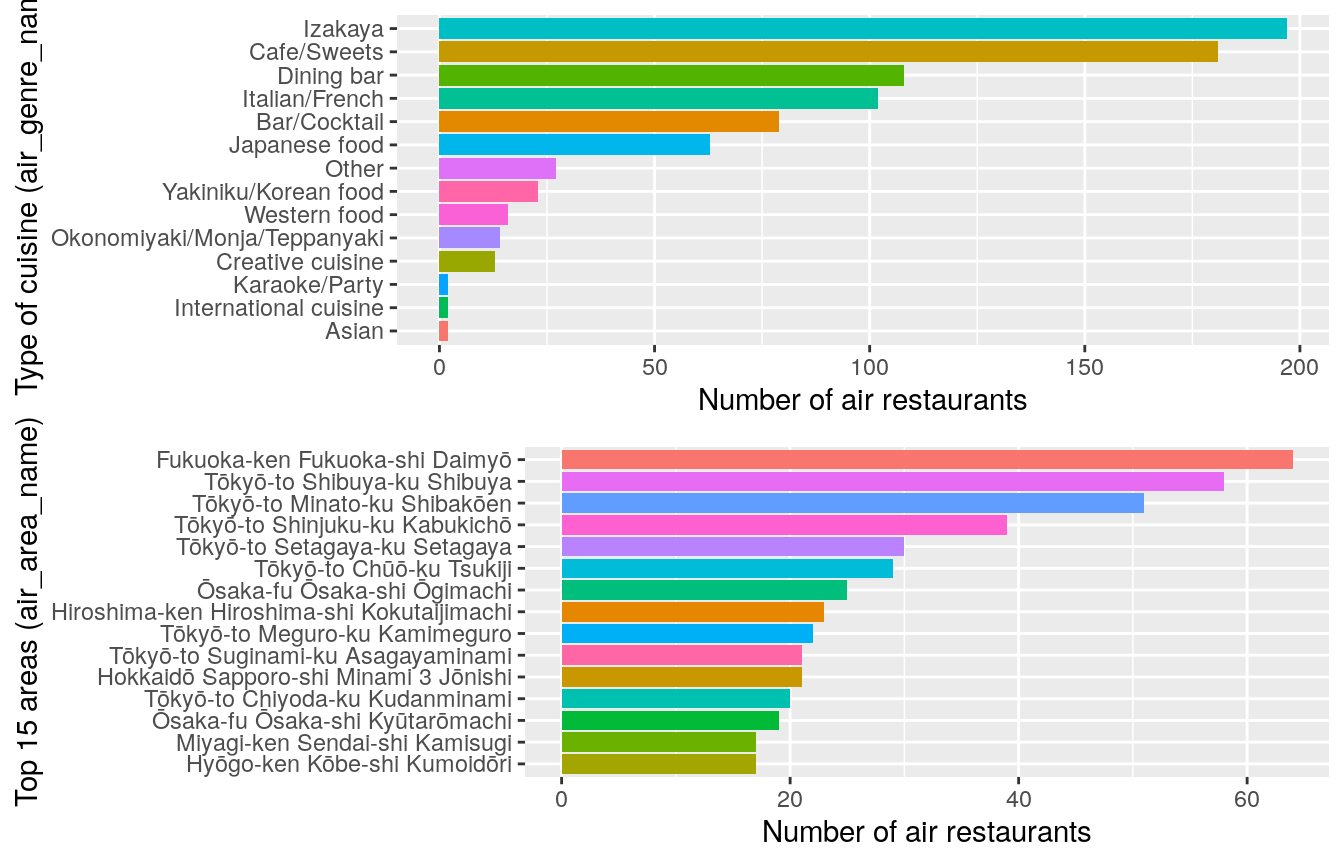 Type of cuisine (air_genre_nam
Izakaya
Cafe/Sweets
Dining bar
Italian/French
Bar/Cocktail
Japanese food
Other
Yakiniku/Korean food
Western food
Okonomiyaki/Monja/Teppanyaki
Creative cuisine
Karaoke/Party
International cuisine
Asian
0 50 100 150 200
Number of air restaurants
Top 15 areas (air_area_name)
Fukuoka-ken Fukuoka-shi Daimyō
Tōkyō-to Shibuya-ku Shibuya
Tōkyō-to Minato-ku Shibakōen
Tōkyō-to Shinjuku-ku Kabukichō
Tōkyō-to Setagaya-ku Setagaya
Tōkyō-to Chūō-ku Tsukiji
Ōsaka-fu Ōsaka-shi Ōgimachi
Hiroshima-ken Hiroshima-shi Kokutaijimachi
Tōkyō-to Meguro-ku Kamimeguro
Tōkyō-to Suginami-ku Asagayaminami
Hokkaidō Sapporo-shi Minami 3 Jōnishi
Tōkyō-to Chiyoda-ku Kudanminami
Ōsaka-fu Ōsaka-shi Kyūtarōmachi
Miyagi-ken Sendai-shi Kamisugi
Hyōgo-ken Kōbe-shi Kumoidōri
0 20 40 60
Number of air restaurants